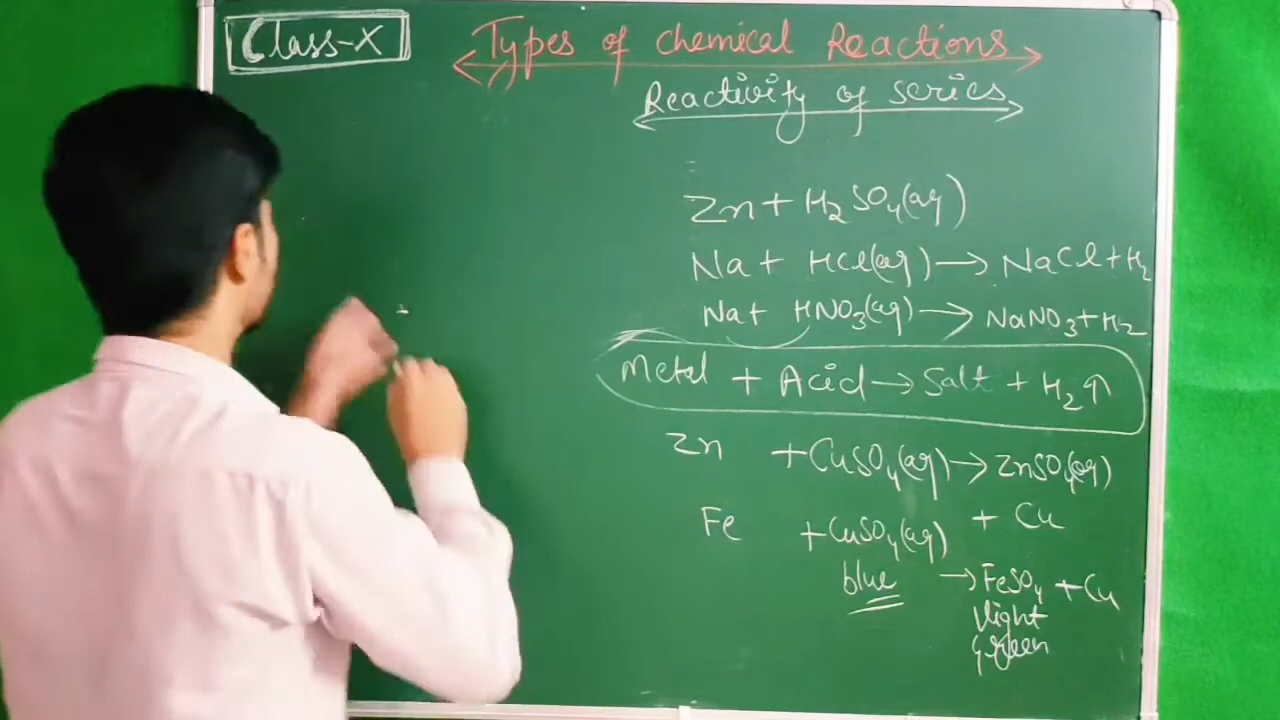 Class-X
Types of chemical Reactions
Reactivity of series
Zn + H₂SO₄(aq)
Na + HCl(aq) → NaCl + H₂
Na + HNO₃(aq) → NaNO₃ + H₂
Metal + Acid → Salt + H₂↑
Zn + CuSO₄(aq) → ZnSO₄(aq)
+ Cu
Fe + CuSO₄(aq)
blue → FeSO₄ + Cu
light
green